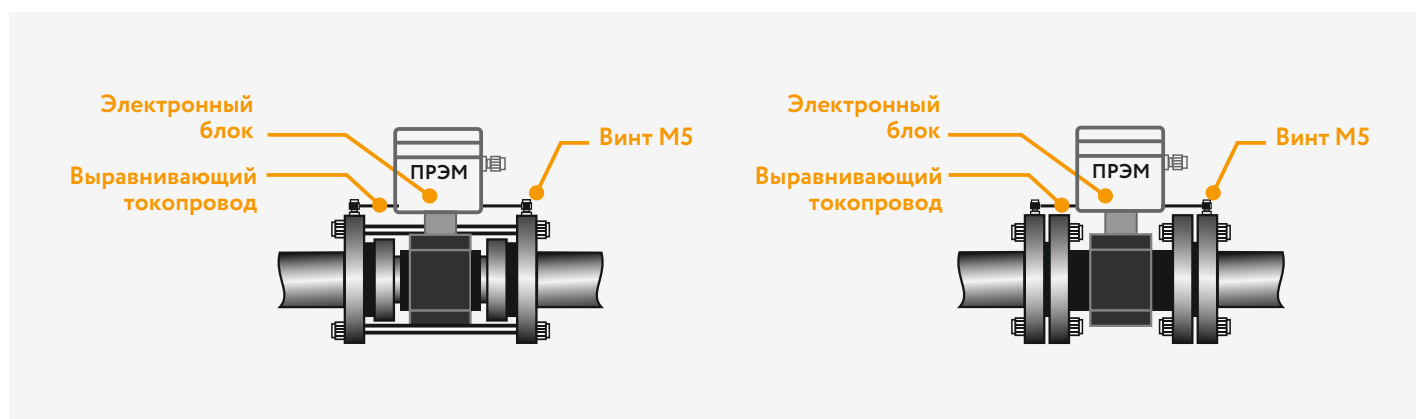 Электронный
блок
Винт М5
ПРЭМ
Выравнивающий
токопровод
Электронный
блок
Винт М5
ПРЭМ
Выравнивающий
токопровод